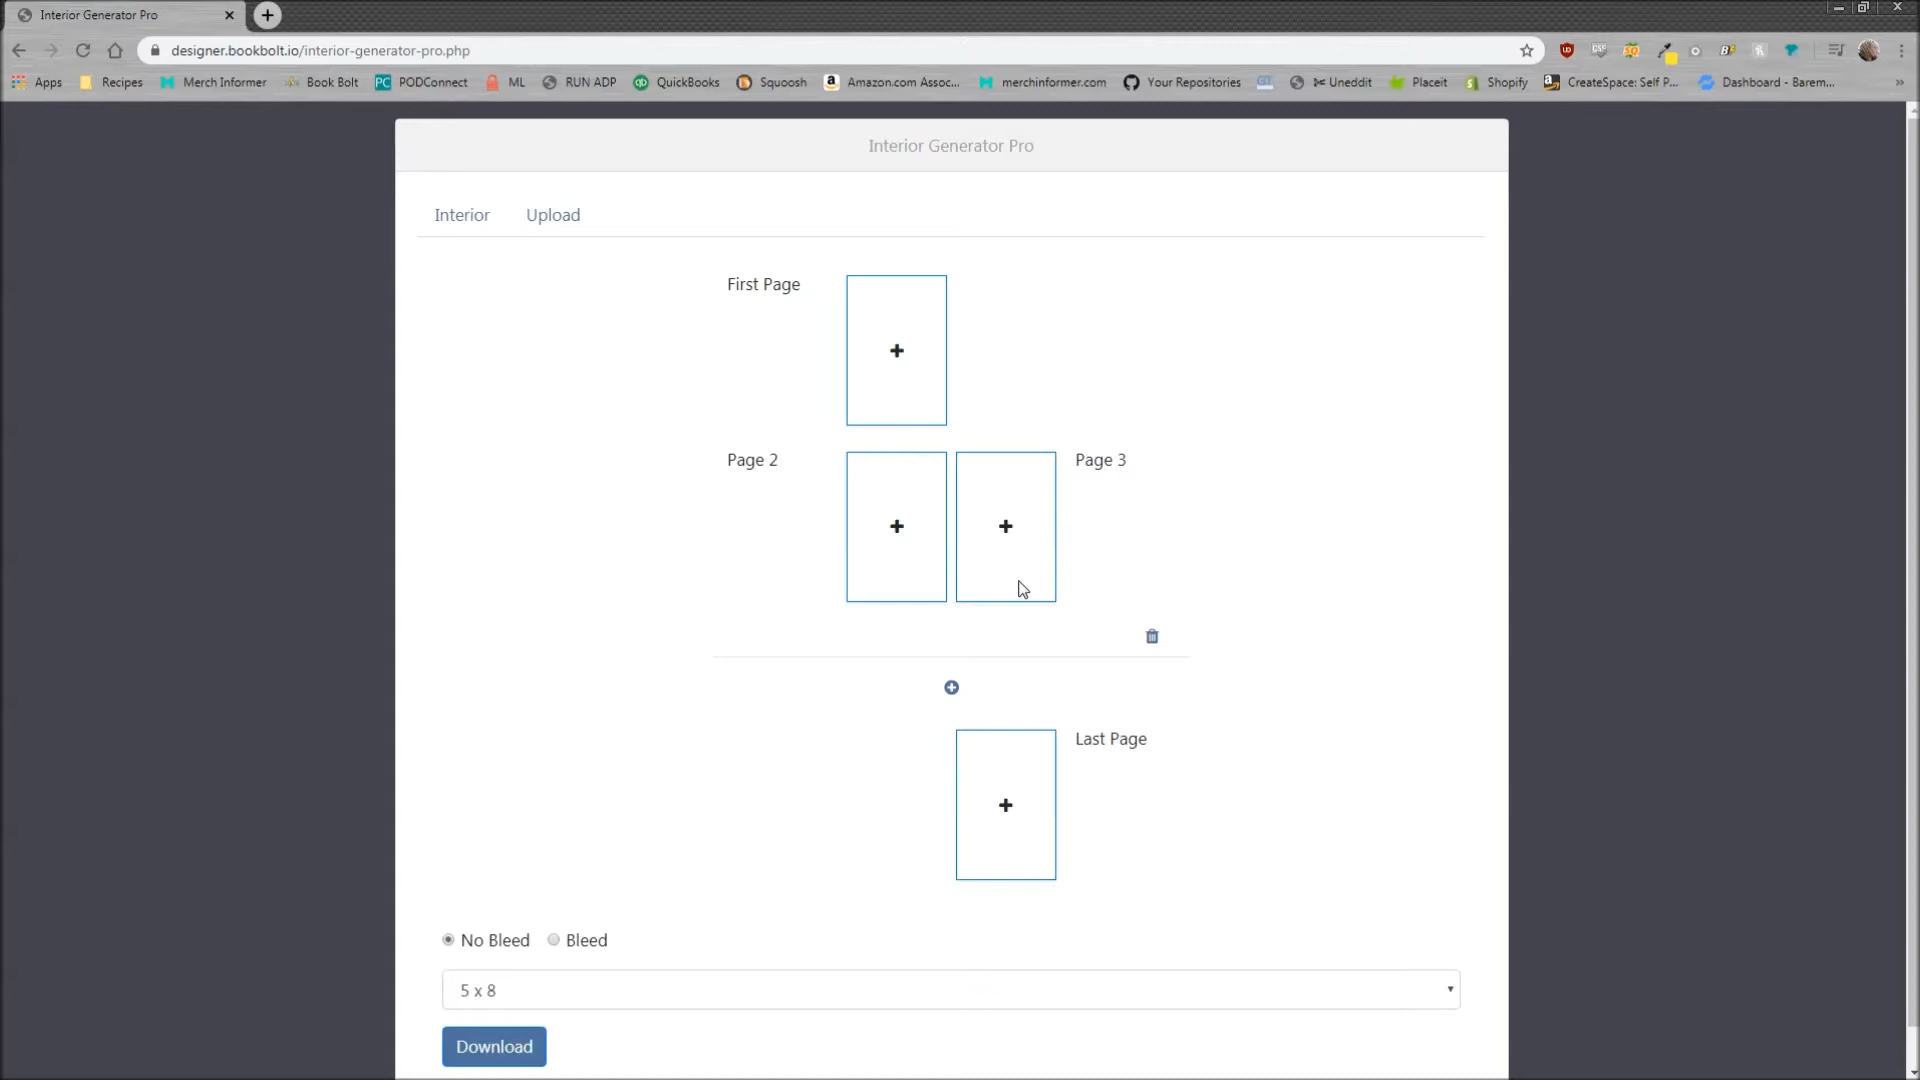 Interior Generator Pro
designer.bookbolt.io/interior-generator-pro.php
Apps Recipes Merch Informer Book Bolt PC PODConnect ML RUN ADP QuickBooks Squoosh Amazon.com Assoc... merchinformer.com Your Repositories Uneddit Placeit Shopify CreateSpace: Self P... Dashboard - Barem... »
Interior Generator Pro
Interior Upload
First Page
Page 2 Page 3
Last Page
No Bleed Bleed
5 x 8
Download